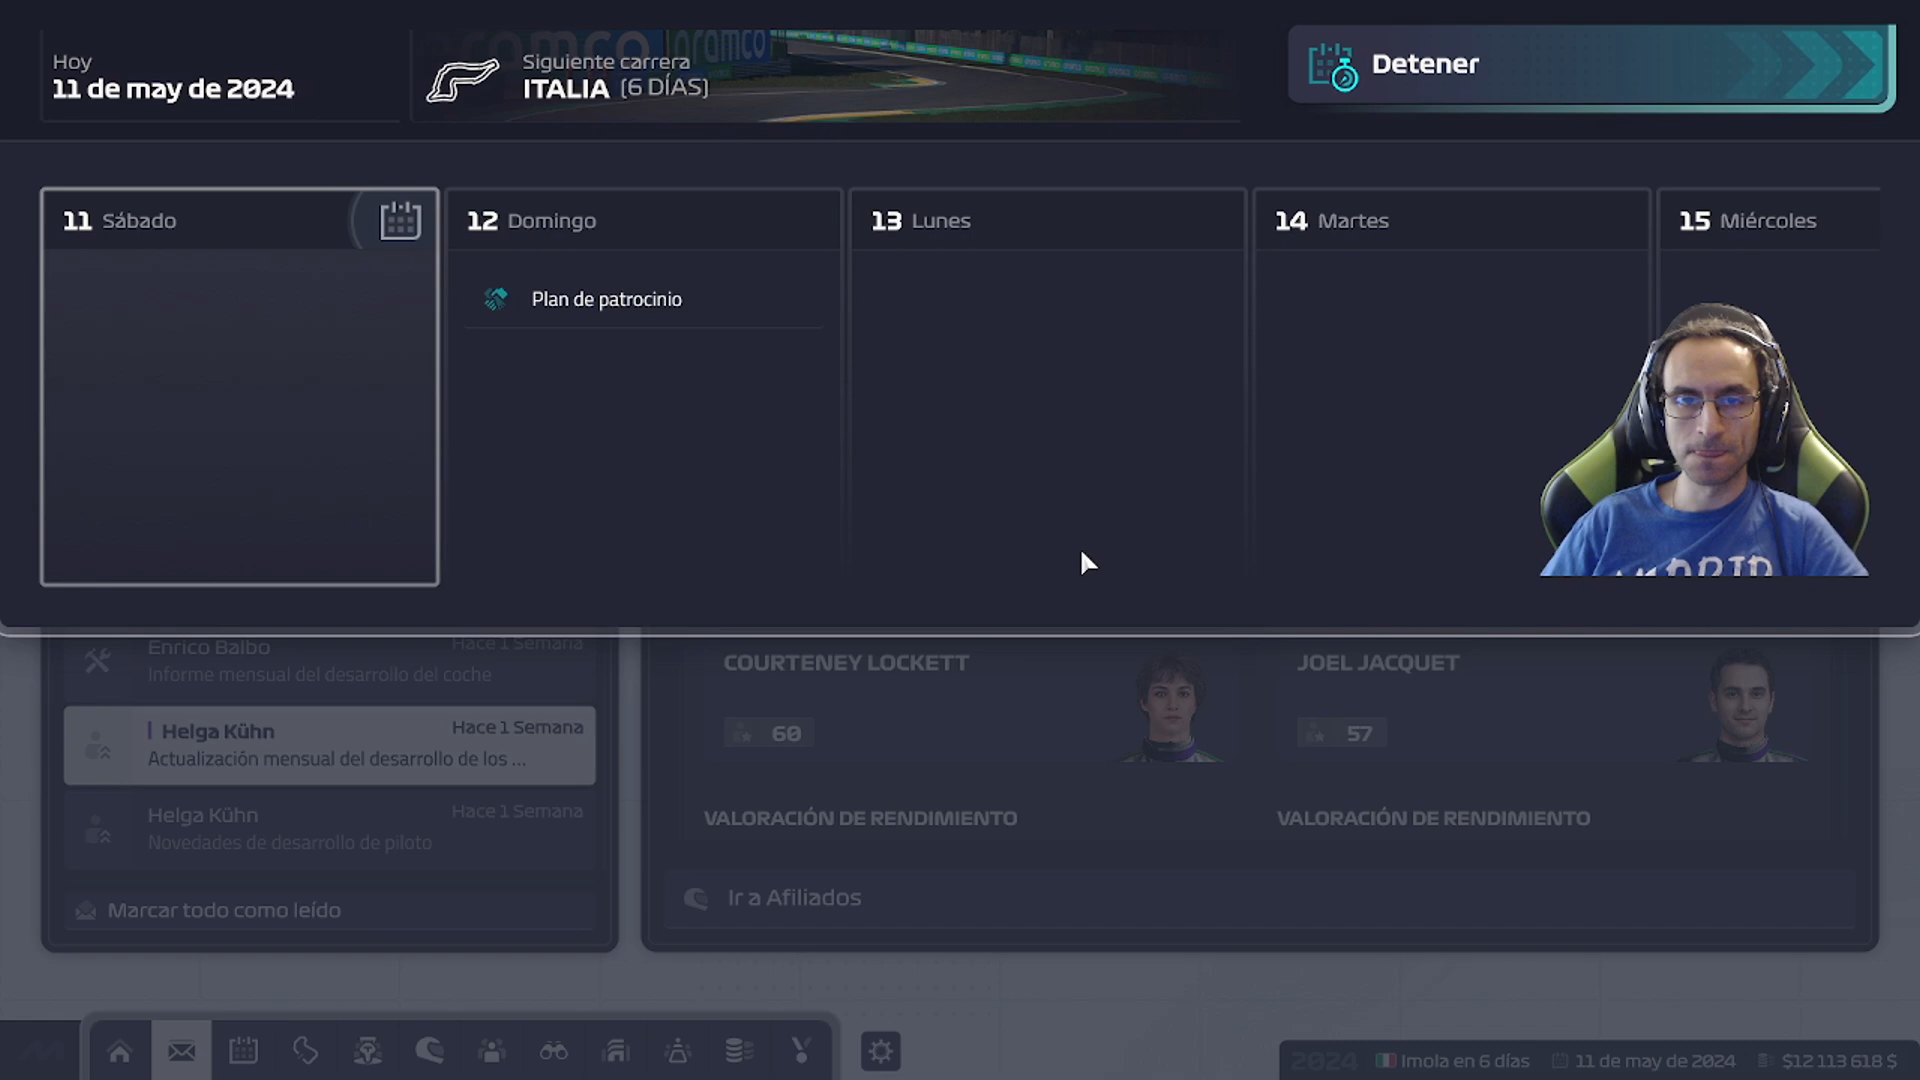 Hoy
11 de may de 2024
aramco
Siguiente carrera
ITALIA (6 DÍAS)
Detener
11 Sábado
12 Domingo
13 Lunes
14 Martes
15 Miércoles
Plan de patrocinio
Enrico Balbo
Hace 1 Semana
Informe mensual del desarrollo del coche
Helga Kühn
Hace 1 Semana
Actualización mensual del desarrollo de los ...
Helga Kühn
Hace 1 Semana
Novedades de desarrollo de piloto
Marcar todo como leído
COURTENEY LOCKETT
60
VALORACIÓN DE RENDIMIENTO
JOEL JACQUET
57
VALORACIÓN DE RENDIMIENTO
Ir a Afiliados
2024
Imola en 6 días
11 de may de 2024
$12 113 618 $